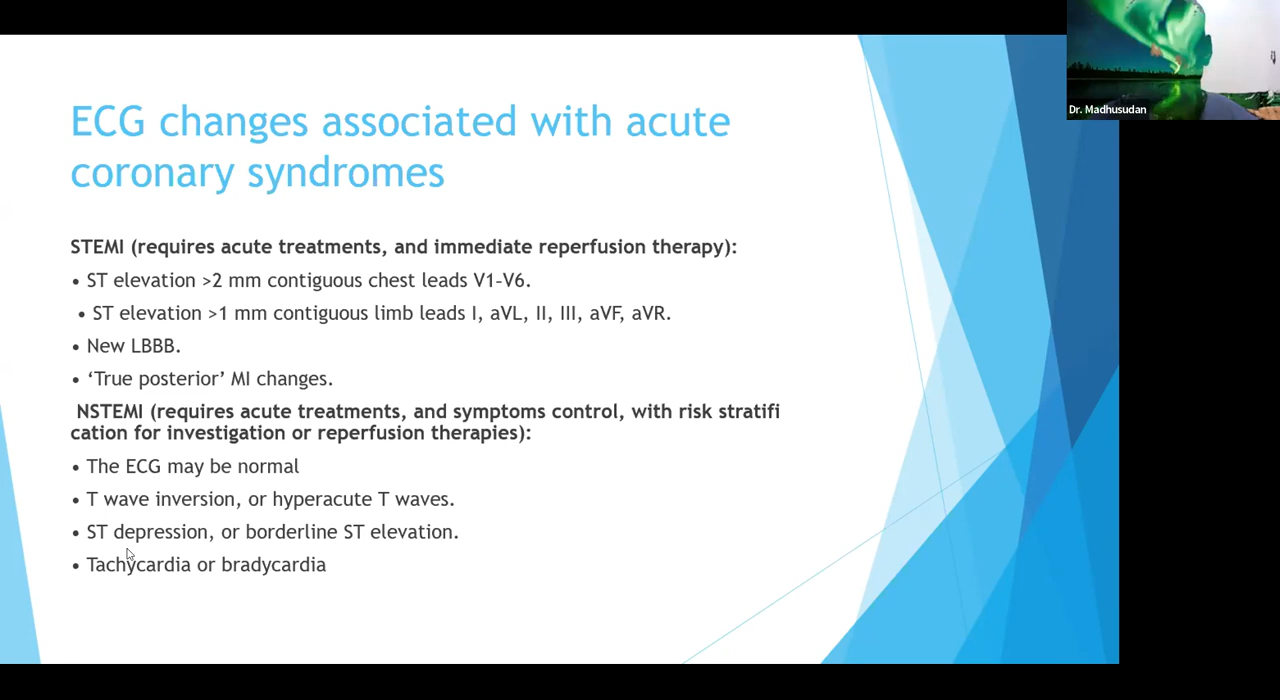 Dr. Madhusudan
ECG changes associated with acute
coronary syndromes
STEMI (requires acute treatments, and immediate reperfusion therapy):
• ST elevation >2 mm contiguous chest leads V1-V6.
• ST elevation >1 mm contiguous limb leads I, aVL, II, III, aVF, aVR.
• New LBBB.
• ‘True posterior’ MI changes.
NSTEMI (requires acute treatments, and symptoms control, with risk stratifi
cation for investigation or reperfusion therapies):
• The ECG may be normal
• T wave inversion, or hyperacute T waves.
• ST depression, or borderline ST elevation.
• Tachycardia or bradycardia